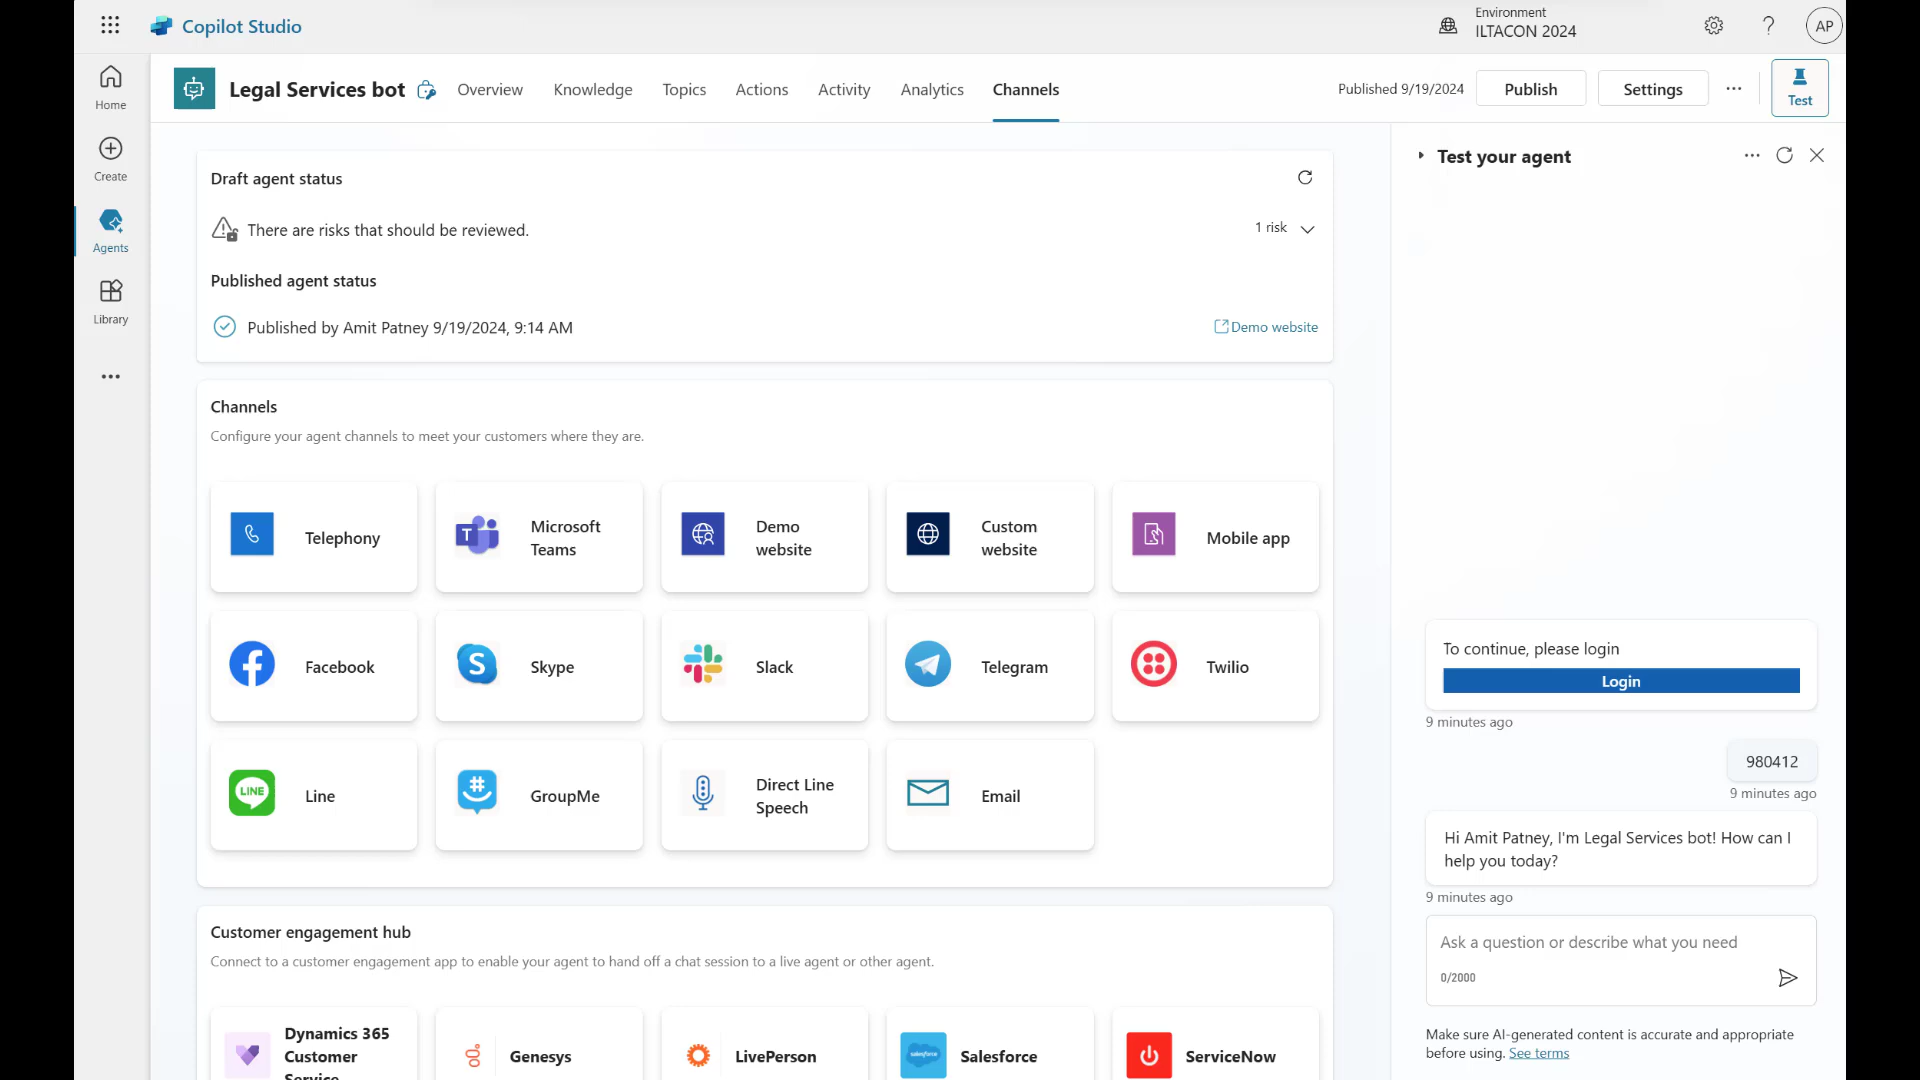 Copilot Studio
Environment
ILTACON 2024
AP
Home
Create
Agents
Library
Legal Services bot
Overview
Knowledge
Topics
Actions
Activity
Analytics
Channels
Published 9/19/2024
Publish
Settings
Test
Draft agent status
There are risks that should be reviewed.
1 risk
Published agent status
Published by Amit Patney 9/19/2024, 9:14 AM
Demo website
Channels
Configure your agent channels to meet your customers where they are.
Telephony
Microsoft
Teams
Demo
website
Custom
website
Mobile app
Facebook
Skype
Slack
Telegram
Twilio
LINE
Line
GroupMe
Direct Line
Speech
Email
Customer engagement hub
Connect to a customer engagement app to enable your agent to hand off a chat session to a live agent or other agent.
Dynamics 365
Customer
Service
Genesys
LivePerson
salesforce
Salesforce
ServiceNow
Test your agent
To continue, please login
Login
9 minutes ago
980412
9 minutes ago
Hi Amit Patney, I'm Legal Services bot! How can I
help you today?
9 minutes ago
Ask a question or describe what you need
0/2000
Make sure AI-generated content is accurate and appropriate
before using. See terms